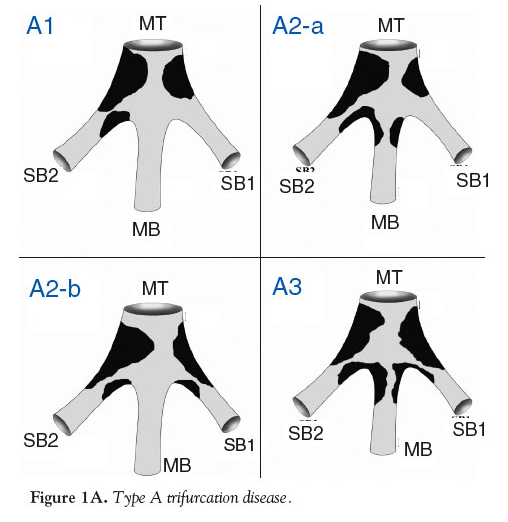 A1
MT
SB2
SB1
MB
A2-a
MT
SB2
SB2
SB1
MB
A2-b
MT
SB2
SB1
MB
A3
MT
SB2
SB1
MB
Figure 1A. Type A trifurcation disease.